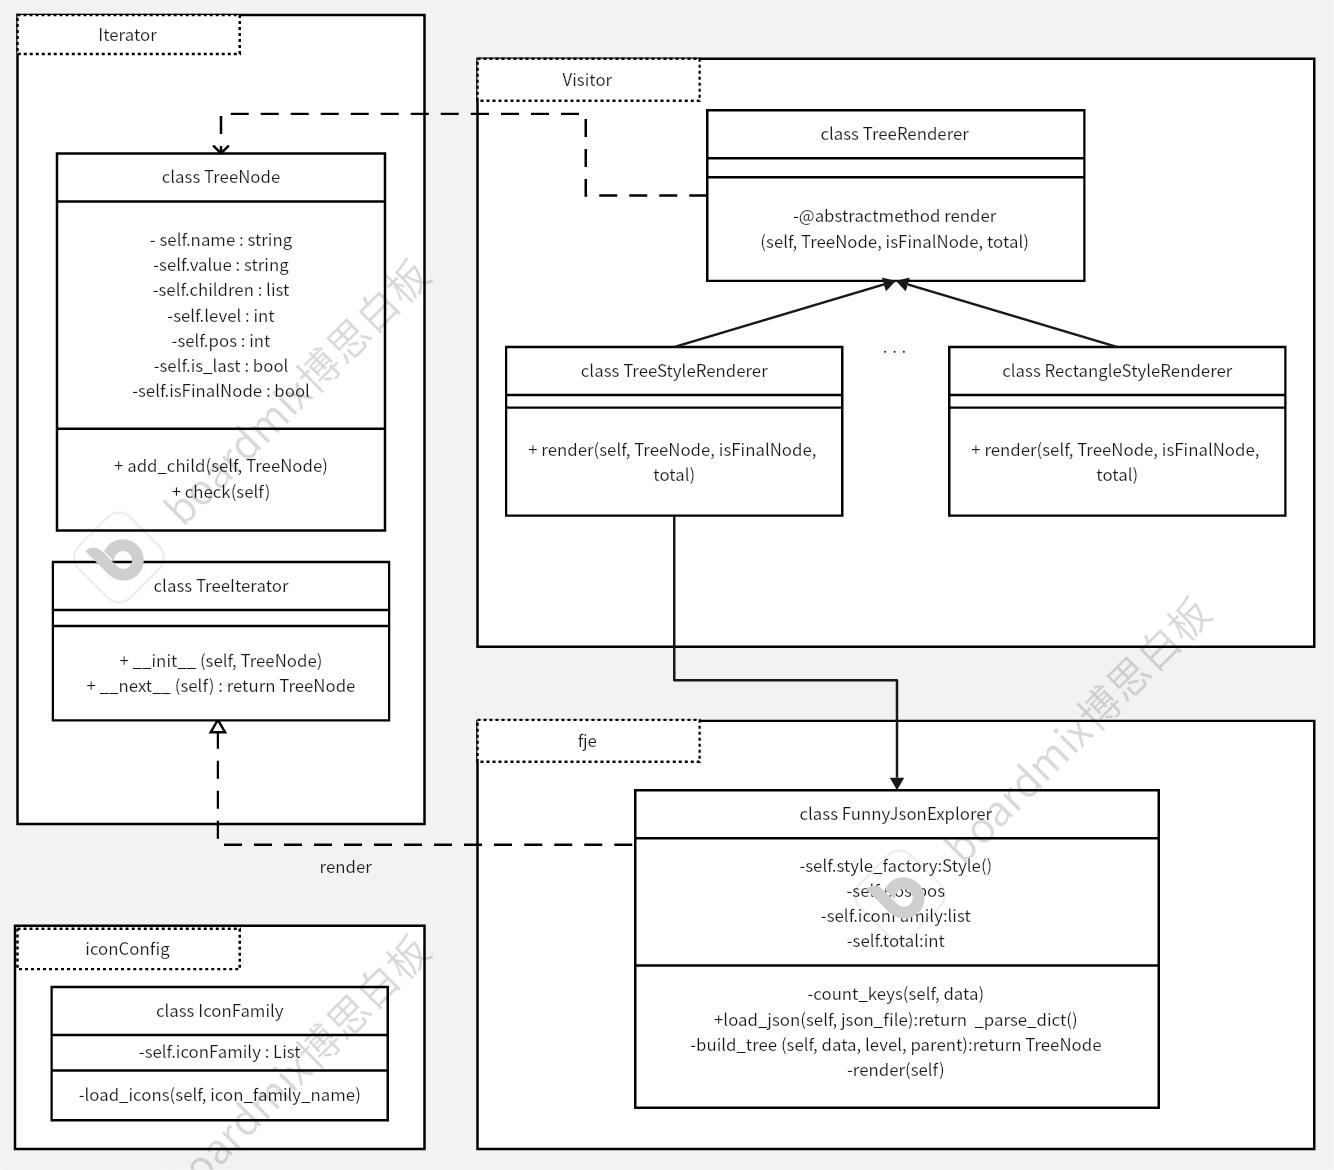 Iterator
class TreeNode
- self.name : string
-self.value : string
-self.children : list
-self.level : int
-self.pos : int
-self.is_last : bool
-self.isFinalNode : bool
+ add_child(self, TreeNode)
+ check(self)
class TreeIterator
+ __init__ (self, TreeNode)
+ __next__ (self) : return TreeNode
render
iconConfig
class IconFamily
-self.iconFamily : List
-load_icons(self, icon_family_name)
Visitor
class TreeRenderer
-@abstractmethod render
(self, TreeNode, isFinalNode, total)
class TreeStyleRenderer
+ render(self, TreeNode, isFinalNode,
total)
. . .
class RectangleStyleRenderer
+ render(self, TreeNode, isFinalNode,
total)
fje
class FunnyJsonExplorer
-self.style_factory:Style()
-self.iconFamily:list
-self.total:int
-count_keys(self, data)
+load_json(self, json_file):return _parse_dict()
-build_tree (self, data, level, parent):return TreeNode
-render(self)
boardmix博思白板
boardmix博思白板
boardmix博思白板